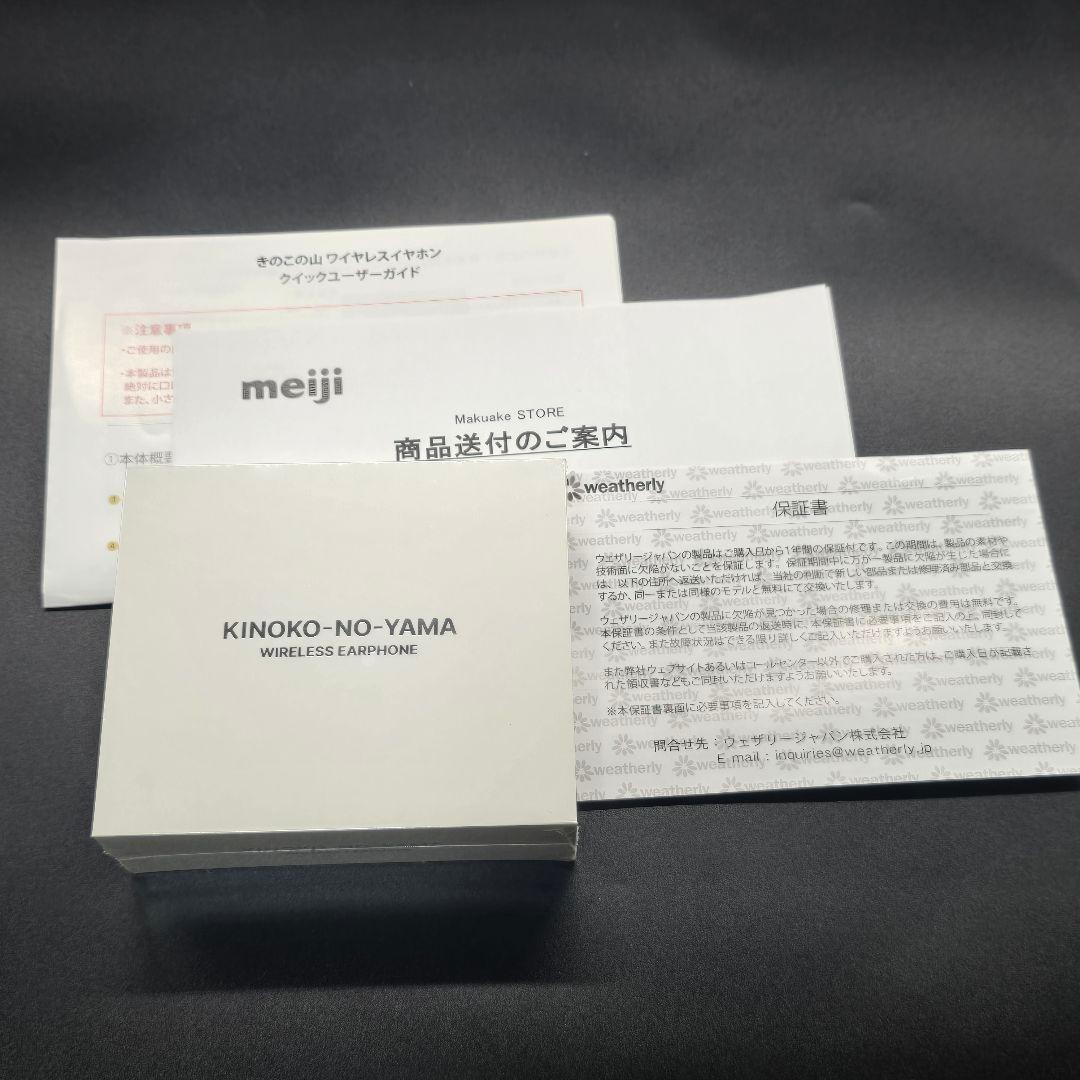 きのこの山 ワイヤレスイヤホン
クイックユーザーガイド
※注意事項
・ご使用の
・本製品は
絶対に口
また、小さ
①本体概要
meiji
Makuake STORE
商品送付のご案内
KINOKO-NO-YAMA
WIRELESS EARPHONE
weatherly
保証書
ウェザリージャパンの製品はご購入日から1年間の保証付です。この期間は、製品の素材や
技術面に欠陥がないことを保証します。保証期間中に万が一製品に欠陥が生じた場合に
は、以下の住所へ返送いただければ、当社の判断で新しい部品または修理済み部品と交換
するか、同一または同様のモデルと無料にて交換いたします。
ウェザリージャパンの製品に欠陥が見つかった場合の修理または交換の費用は無料です。
本保証書の条件として当該製品の返送時に、本保証書に必要事項をご記入の上、同封して
ください。また故障状況はできる限り詳しくご記入いただけますようお願いいたします。
また弊社ウェブサイトあるいはコールセンター以外でご購入された方は、ご購入日が記載さ
れた領収書などもご同封いただけますようお願いいたします。
※本保証書裏面に必要事項を記入してください。
問合せ先：ウェザリージャパン株式会社
E mail : inquiries@weatherly.jp